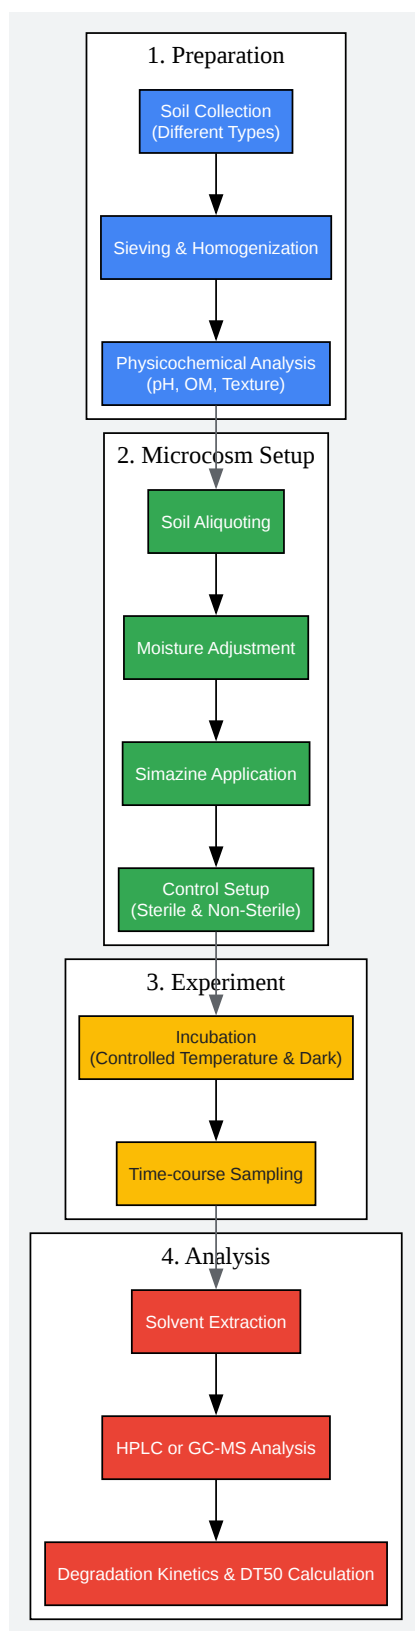 1. Preparation
Soil Collection
(Different Types)
Sieving & Homogenization
Physicochemical Analysis
(pH, OM, Texture)
2. Microcosm Setup
Soil Aliquoting
Moisture Adjustment
Simazine Application
Control Setup
(Sterile & Non-Sterile)
3. Experiment
Incubation
(Controlled Temperature & Dark)
Time-course Sampling
4. Analysis
Solvent Extraction
HPLC or GC-MS Analysis
Degradation Kinetics & DT50 Calculation